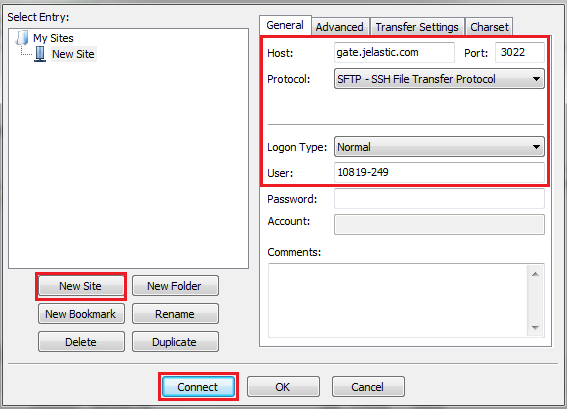 Select Entry:
My Sites
New Site
New Site
New Folder
New Bookmark
Rename
Delete
Duplicate
General
Advanced
Transfer Settings
Charset
Host:
gate.jelastic.com
Port:
3022
Protocol:
SFTP - SSH File Transfer Protocol
Logon Type:
Normal
User:
10819-249
Password:
Account:
Comments:
Connect
OK
Cancel